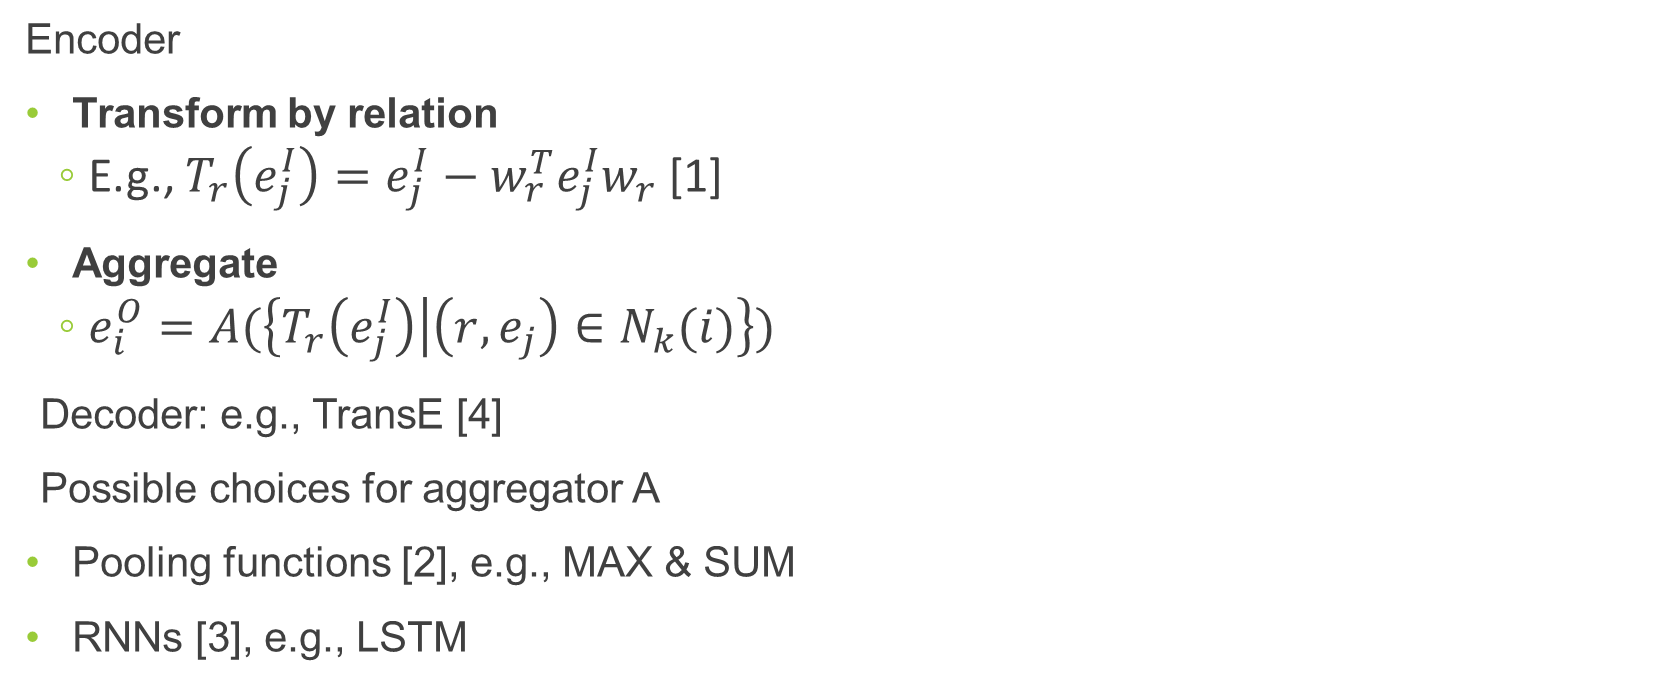 Encoder
• Transform by relation
◦ E.g., $T_r(e_j^I) = e_j^I - w_r^T e_j^I w_r$ [1]
• Aggregate
◦ $e_i^O = A(\{T_r(e_j^I)|(r, e_j) \in N_k(i)\})$
Decoder: e.g., TransE [4]
Possible choices for aggregator A
• Pooling functions [2], e.g., MAX & SUM
• RNNs [3], e.g., LSTM